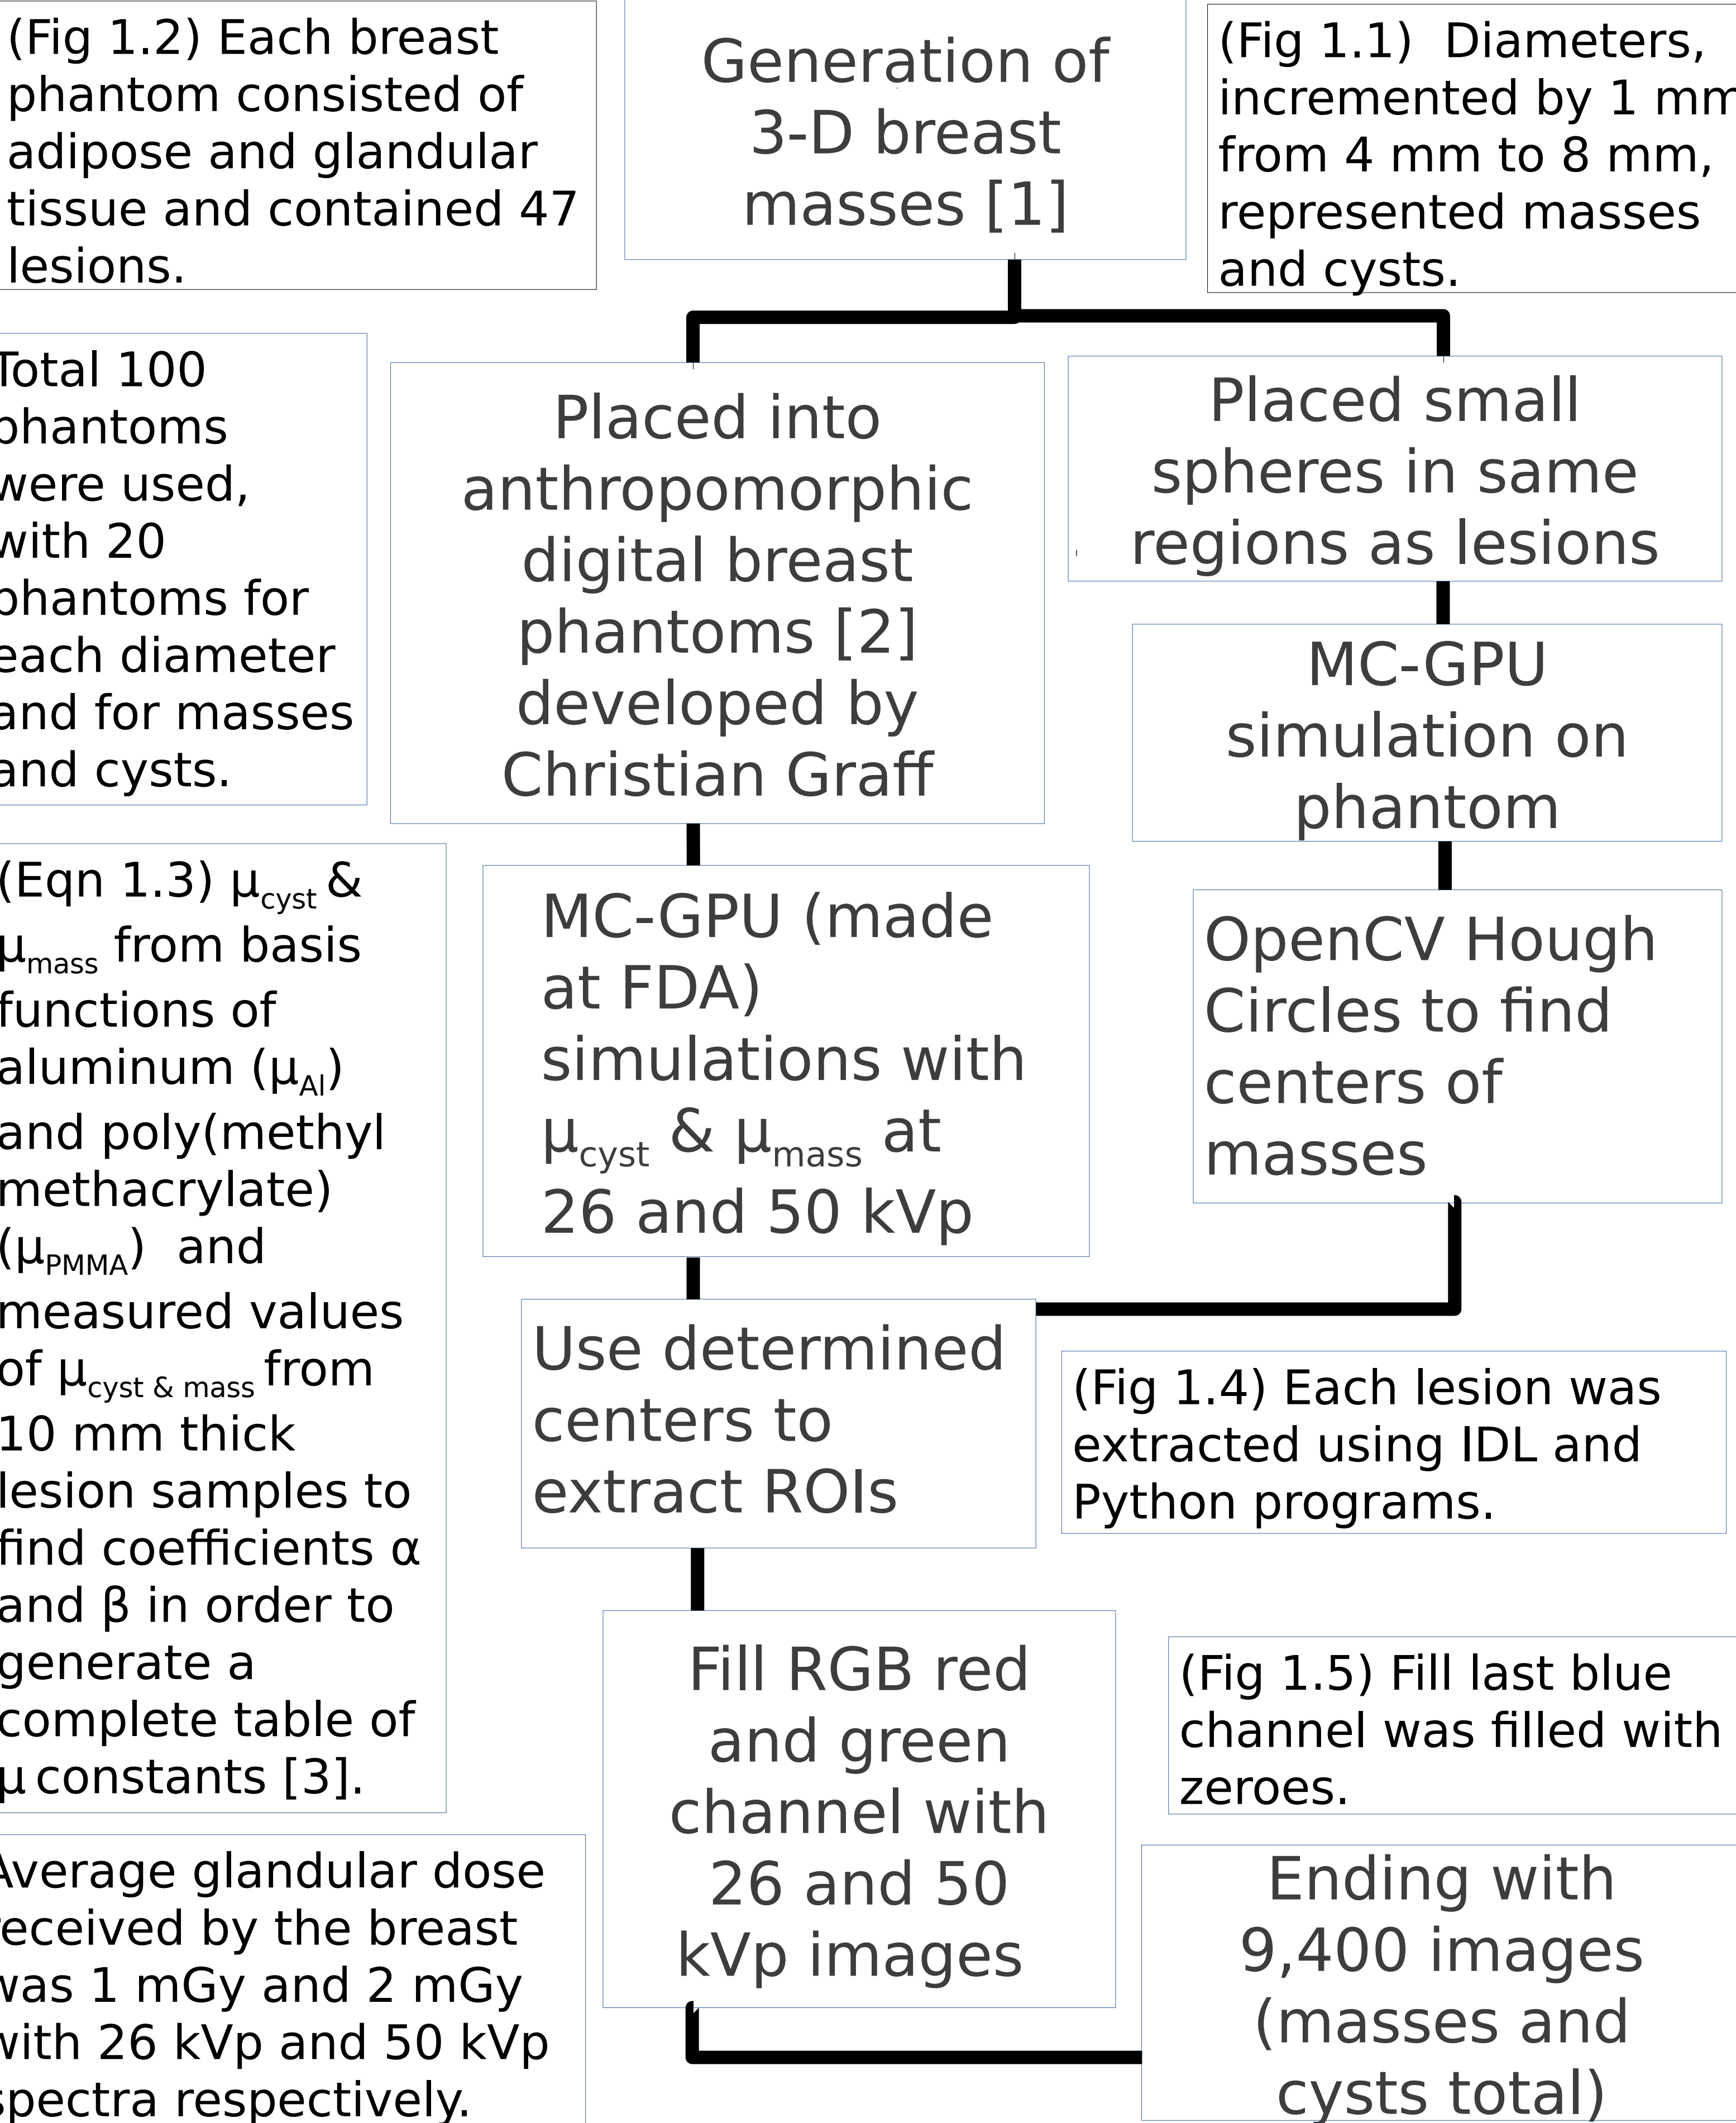 (Fig 1.2) Each breast
phantom consisted of
adipose and glandular
tissue and contained 47
lesions.
Generation of
3-D breast
masses [1]
(Fig 1.1)  Diameters,
incremented by 1 mm
from 4 mm to 8 mm,
represented masses
and cysts.
Total 100
phantoms
were used,
with 20
phantoms for
each diameter
and for masses
and cysts.
Placed into
anthropomorphic
digital breast
phantoms [2]
developed by
Christian Graff
Placed small
spheres in same
regions as lesions
MC-GPU
simulation on
phantom
(Eqn 1.3) μcyst &
μmass from basis
functions of
aluminum (μAl)
and poly(methyl
methacrylate)
(μPMMA)  and
measured values
of μcyst & mass from
10 mm thick
lesion samples to
find coefficients α
and β in order to
generate a
complete table of
μ constants [3].
MC-GPU (made
at FDA)
simulations with
μcyst & μmass at
26 and 50 kVp
OpenCV Hough
Circles to find
centers of
masses
Use determined
centers to
extract ROIs
(Fig 1.4) Each lesion was
extracted using IDL and
Python programs.
Fill RGB red
and green
channel with
26 and 50
kVp images
(Fig 1.5) Fill last blue
channel was filled with
zeroes.
Average glandular dose
received by the breast
was 1 mGy and 2 mGy
with 26 kVp and 50 kVp
spectra respectively.
Ending with
9,400 images
(masses and
cysts total)